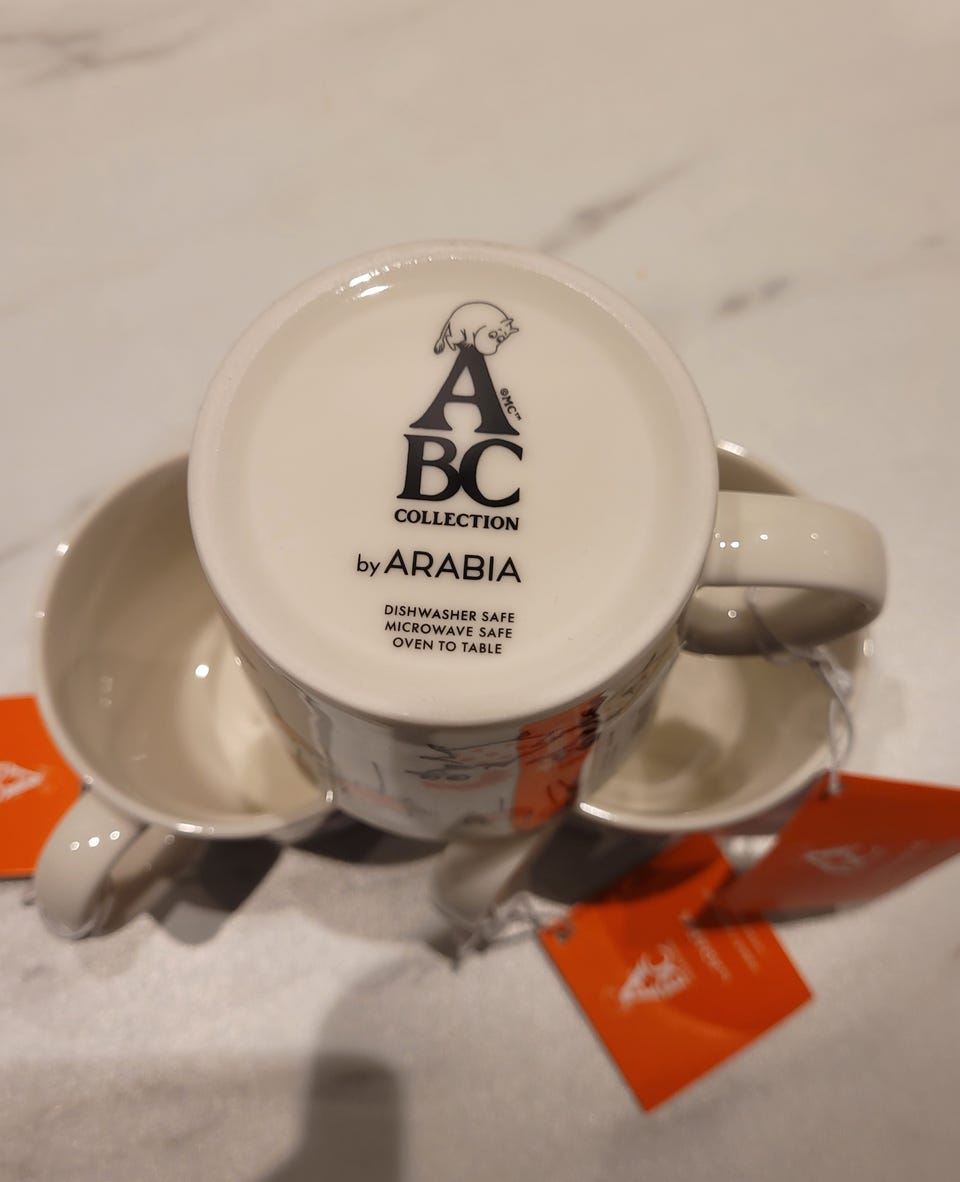 A
©MC™
BC
COLLECTION
by ARABIA
DISHWASHER SAFE
MICROWAVE SAFE
OVEN TO TABLE